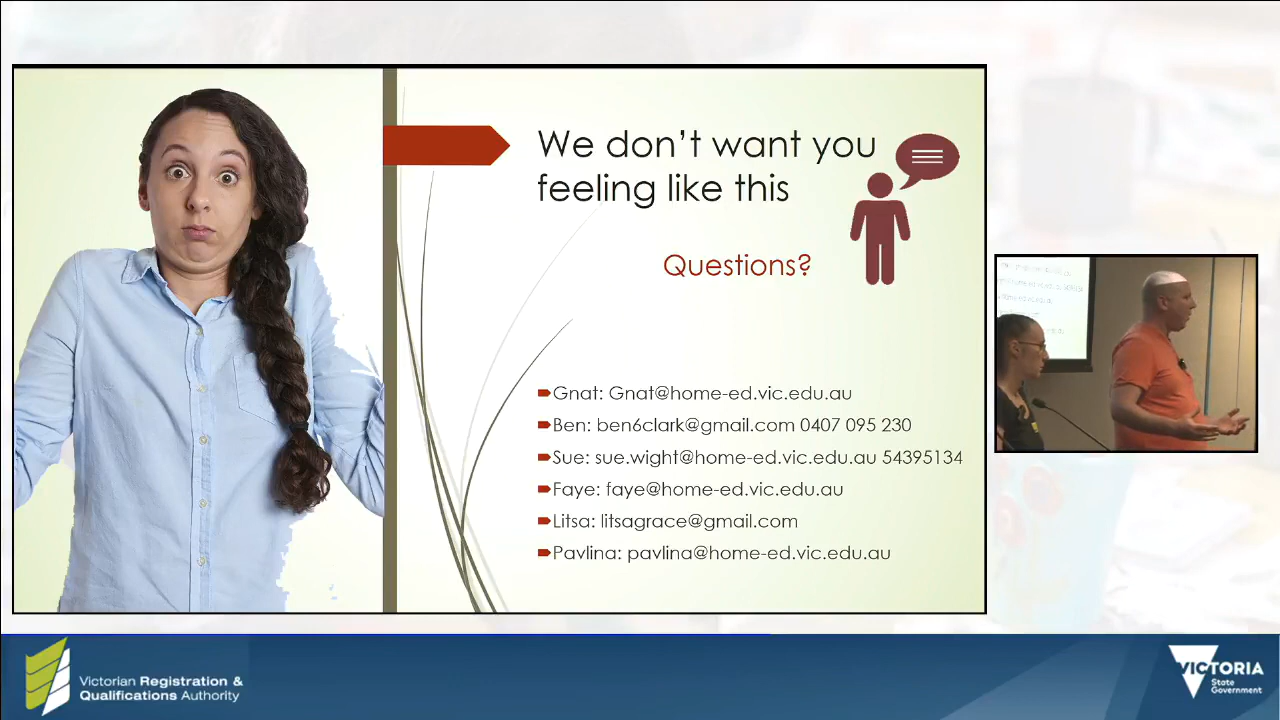 We don't want you
feeling like this
Questions?
Gnat: Gnat@home-ed.vic.edu.au
Ben: ben6clark@gmail.com 0407 095 230
Sue: sue.wight@home-ed.vic.edu.au 54395134
Faye: faye@home-ed.vic.edu.au
Litsa: litsagrace@gmail.com
Pavlina: pavlina@home-ed.vic.edu.au
Victorian Registration &
Qualifications Authority
VICTORIA
State
Government